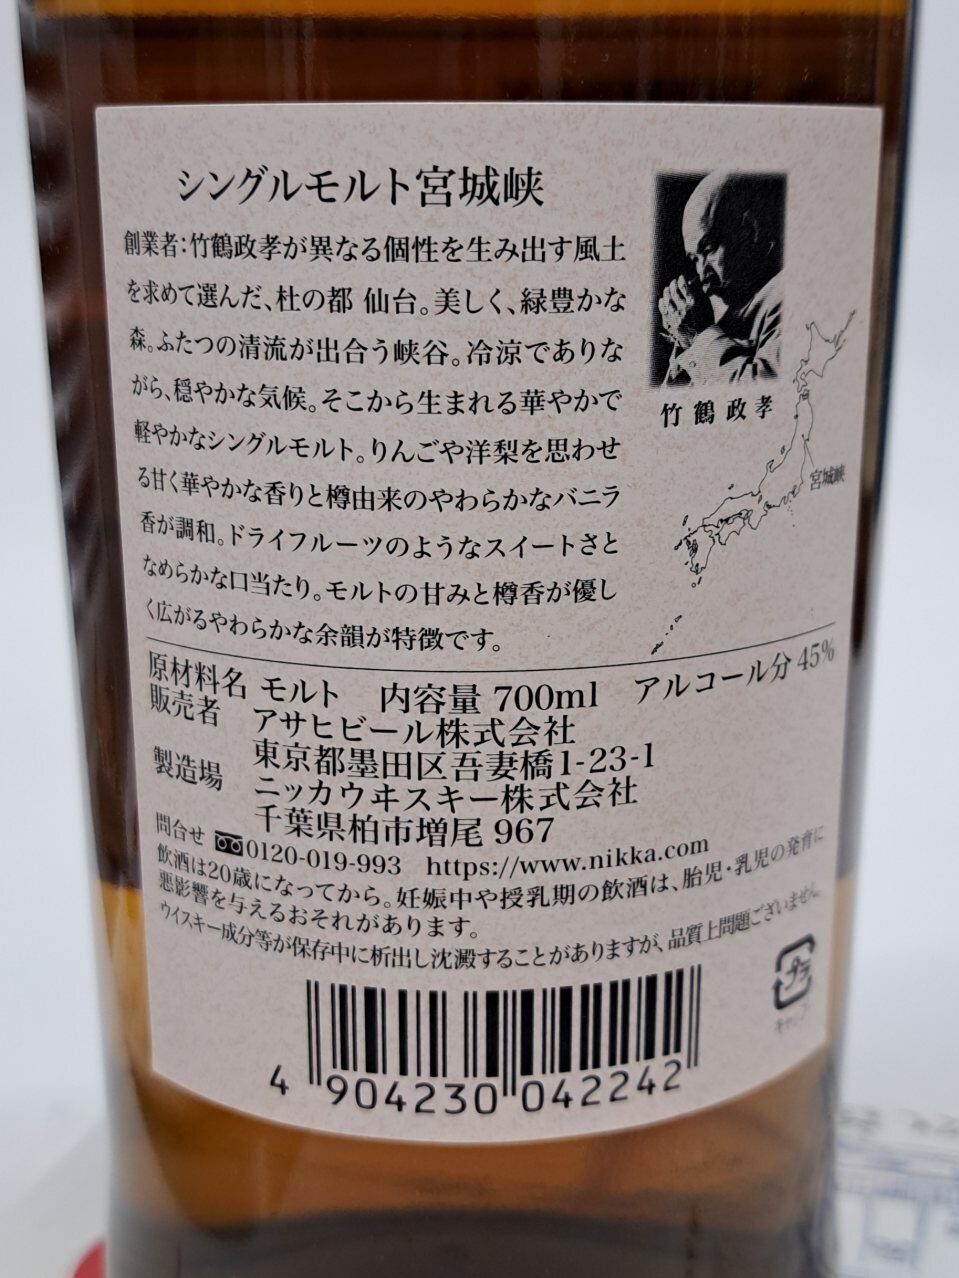 シングルモルト宮城峡
創業者:竹鶴政孝が異なる個性を生み出す風土
を求めて選んだ、杜の都 仙台。美しく、緑豊かな
森。ふたつの清流が出合う峡谷。冷涼でありな
がら、穏やかな気候。そこから生まれる華やかで
軽やかなシングルモルト。りんごや洋梨を思わせ
る甘く華やかな香りと樽由来のやわらかなバニラ
香が調和。ドライフルーツのようなスイートさと
なめらかな口当たり。モルトの甘みと樽香が優し
く広がるやわらかな余韻が特徴です。
竹鶴政孝
宮城峡
原材料名 モルト 内容量 700ml アルコール分 45%
販売者 アサヒビール株式会社
東京都墨田区吾妻橋1-23-1
製造場 ニッカウヰスキー株式会社
千葉県柏市増尾 967
問合せ 0120-019-993 https://www.nikka.com
飲酒は20歳になってから。妊娠中や授乳期の飲酒は、胎児・乳児の発育に
悪影響を与えるおそれがあります。
ウイスキー成分等が保存中に析出し沈澱することがありますが、品質上問題ございません。
プラ
キャップ
4 904230 042242